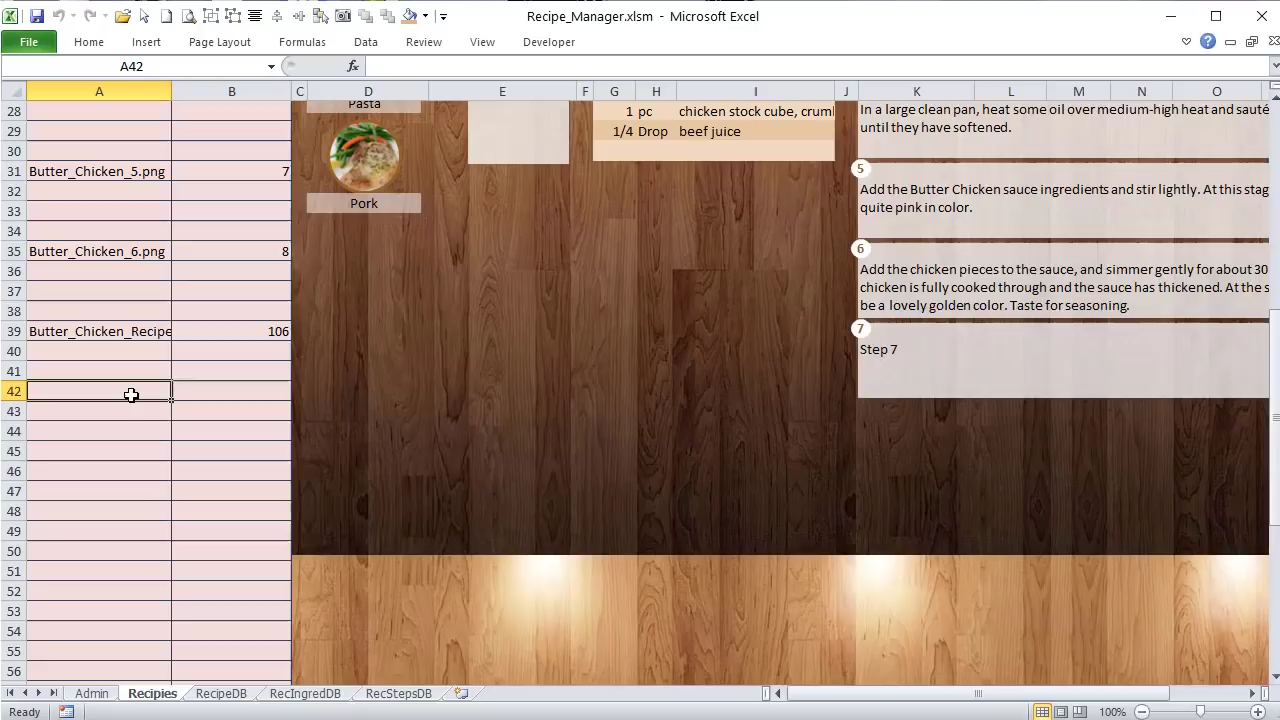 Recipe_Manager.xlsm - Microsoft Excel
File Home Insert Page Layout Formulas Data Review View Developer
A42 fx
A B C D E F G H I J K L M N O
28 Pasta 1 pc chicken stock cube, crum In a large clean pan, heat some oil over medium-high heat and sauté
29 1/4 Drop beef juice until they have softened.
30
31 Butter_Chicken_5.png 7 5
32 Add the Butter Chicken sauce ingredients and stir lightly. At this stag
33 Pork quite pink in color.
34
35 Butter_Chicken_6.png 8 6
36 Add the chicken pieces to the sauce, and simmer gently for about 30
37 chicken is fully cooked through and the sauce has thickened. At the s
38 be a lovely golden color. Taste for seasoning.
39 Butter_Chicken_Recipe 106 7
40 Step 7
41
42
43
44
45
46
47
48
49
50
51
52
53
54
55
56
Admin Recipies RecipeDB RecIngredDB RecStepsDB
Ready 100%